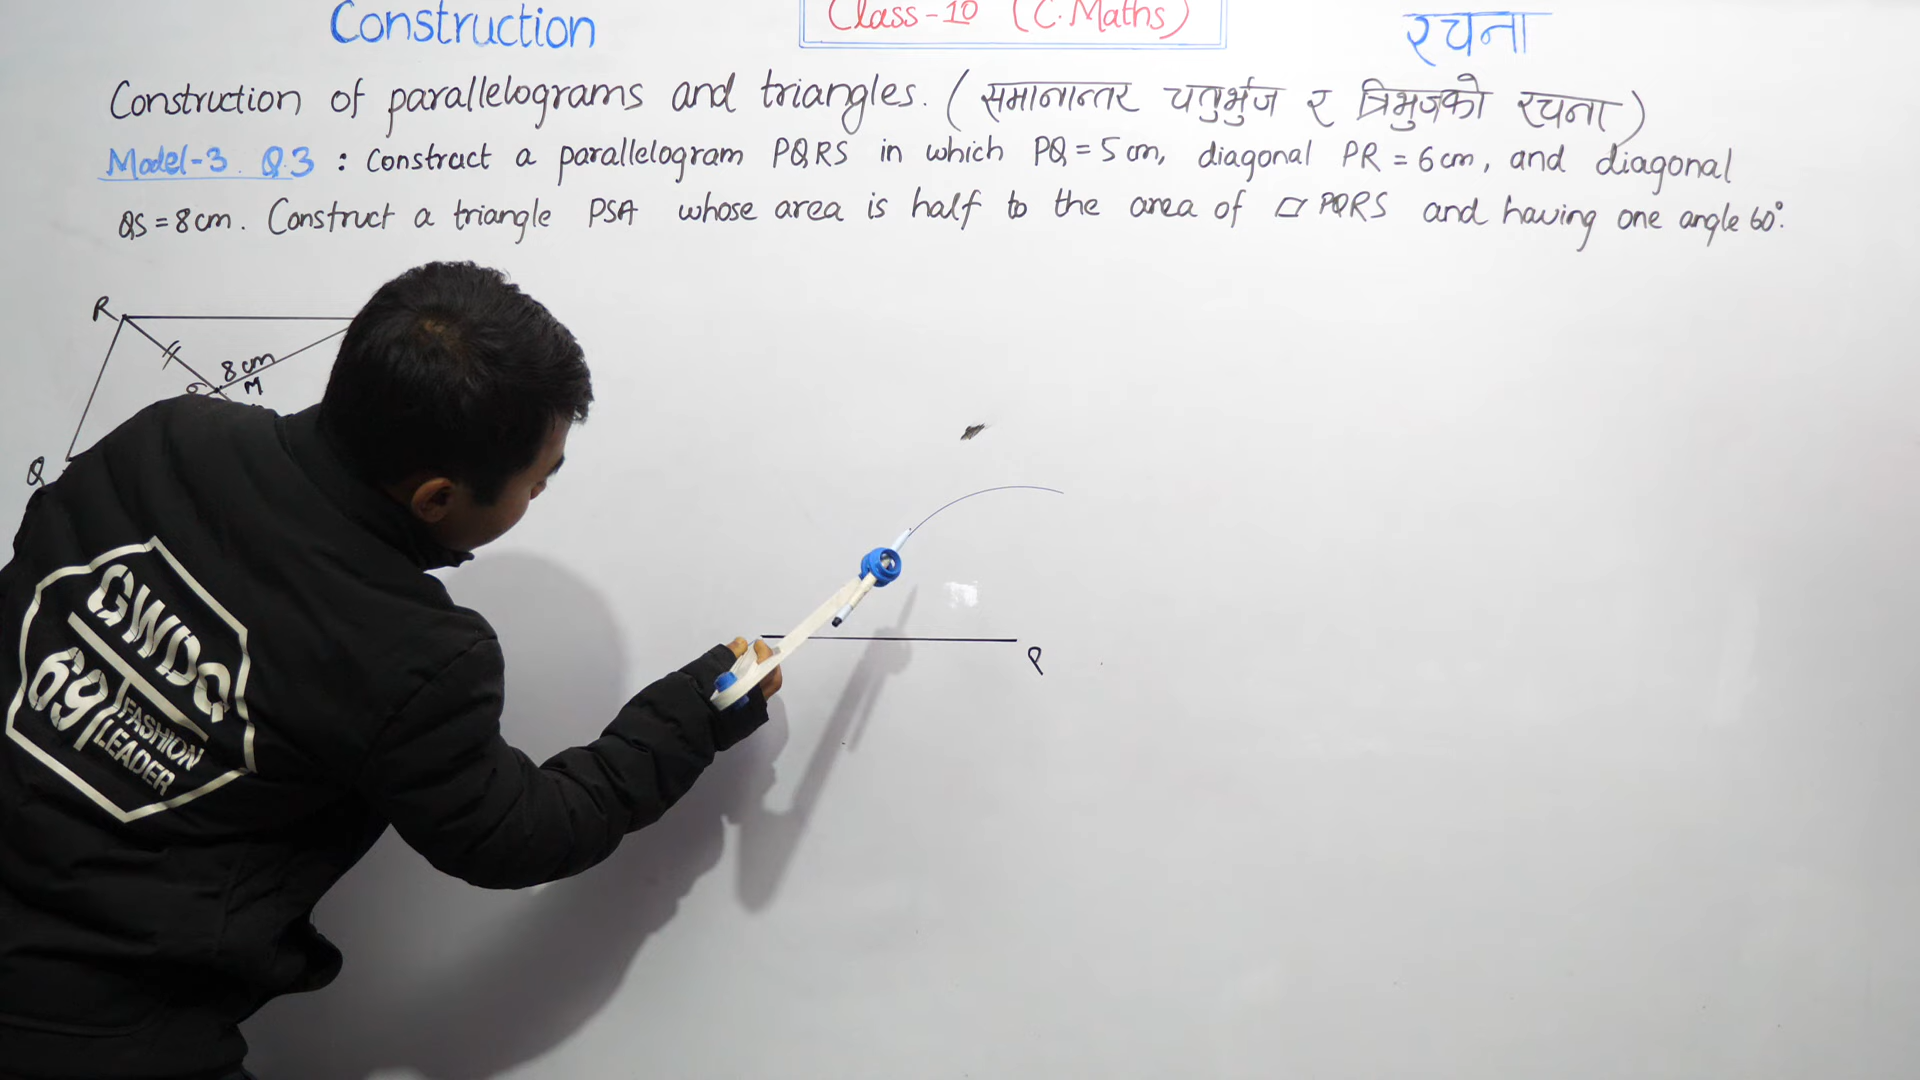 Construction
Class-10 (C.Maths)
रचना
Construction of parallelograms and triangles. (समानान्तर चतुर्भुज र त्रिभुजको रचना)
Model-3. Q.3 : Construct a parallelogram PQRS in which PQ = 5 cm, diagonal PR = 6 cm, and diagonal
QS = 8 cm. Construct a triangle PSA whose area is half to the area of ▱ PQRS and having one angle 60°.
R
8 cm
M
Q
P
GWDQ
69
FASHION
LEADER